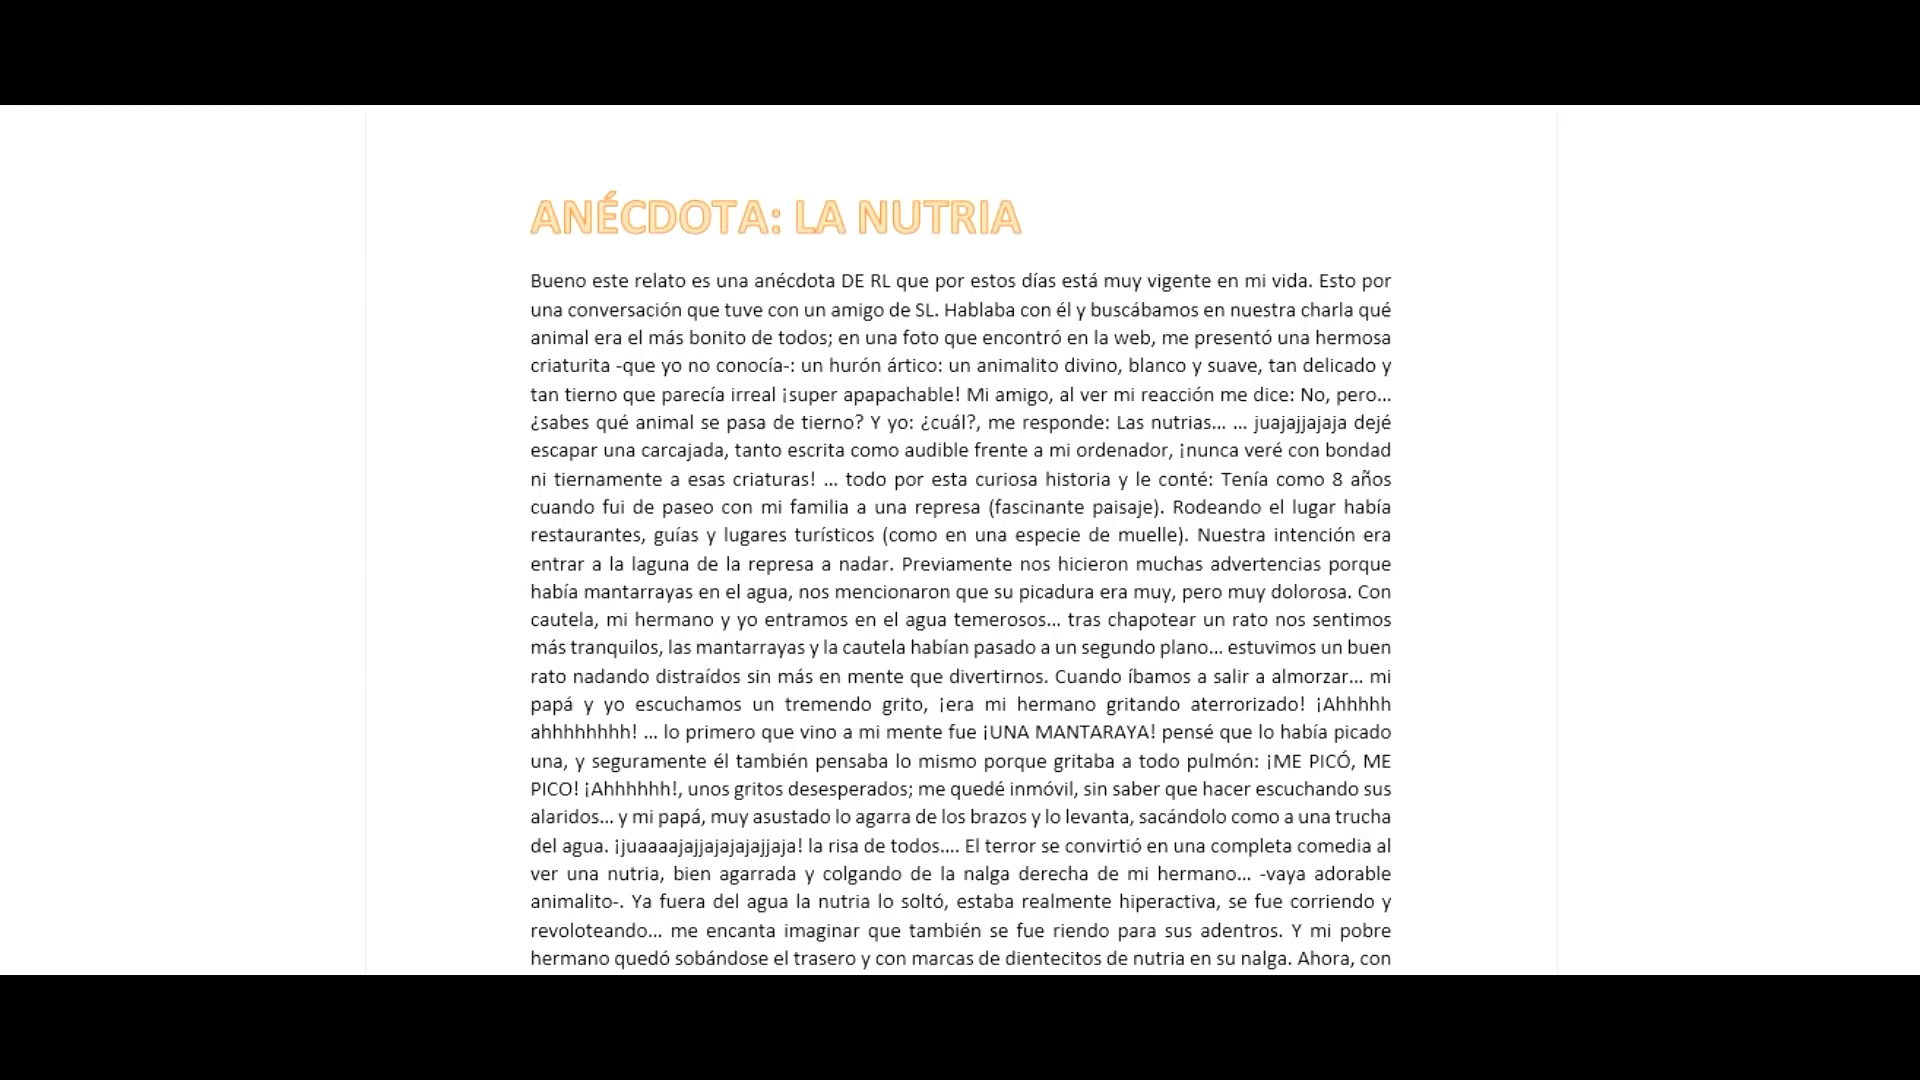 ANÉCDOTA: LA NUTRIA
Bueno este relato es una anécdota DE RL que por estos días está muy vigente en mi vida. Esto por
una conversación que tuve con un amigo de SL. Hablaba con él y buscábamos en nuestra charla qué
animal era el más bonito de todos; en una foto que encontró en la web, me presentó una hermosa
criaturita -que yo no conocía-: un hurón ártico: un animalito divino, blanco y suave, tan delicado y
tan tierno que parecía irreal ¡super apapachable! Mi amigo, al ver mi reacción me dice: No, pero...
¿sabes qué animal se pasa de tierno? Y yo: ¿cuál?, me responde: Las nutrias... ... juajajjajaja dejé
escapar una carcajada, tanto escrita como audible frente a mi ordenador, ¡nunca veré con bondad
ni tiernamente a esas criaturas! ... todo por esta curiosa historia y le conté: Tenía como 8 años
cuando fui de paseo con mi familia a una represa (fascinante paisaje). Rodeando el lugar había
restaurantes, guías y lugares turísticos (como en una especie de muelle). Nuestra intención era
entrar a la laguna de la represa a nadar. Previamente nos hicieron muchas advertencias porque
había mantarrayas en el agua, nos mencionaron que su picadura era muy, pero muy dolorosa. Con
cautela, mi hermano y yo entramos en el agua temerosos... tras chapotear un rato nos sentimos
más tranquilos, las mantarrayas y la cautela habían pasado a un segundo plano... estuvimos un buen
rato nadando distraídos sin más en mente que divertirnos. Cuando íbamos a salir a almorzar... mi
papá y yo escuchamos un tremendo grito, ¡era mi hermano gritando aterrorizado! ¡Ahhhhh
ahhhhhhhh! ... lo primero que vino a mi mente fue ¡UNA MANTARAYA! pensé que lo había picado
una, y seguramente él también pensaba lo mismo porque gritaba a todo pulmón: ¡ME PICÓ, ME
PICO! ¡Ahhhhhh!, unos gritos desesperados; me quedé inmóvil, sin saber que hacer escuchando sus
alaridos... y mi papá, muy asustado lo agarra de los brazos y lo levanta, sacándolo como a una trucha
del agua. ¡juaaaajajjajajajajjaja! la risa de todos.... El terror se convirtió en una completa comedia al
ver una nutria, bien agarrada y colgando de la nalga derecha de mi hermano... -vaya adorable
animalito-. Ya fuera del agua la nutria lo soltó, estaba realmente hiperactiva, se fue corriendo y
revoloteando... me encanta imaginar que también se fue riendo para sus adentros. Y mi pobre
hermano quedó sobándose el trasero y con marcas de dientecitos de nutria en su nalga. Ahora, con